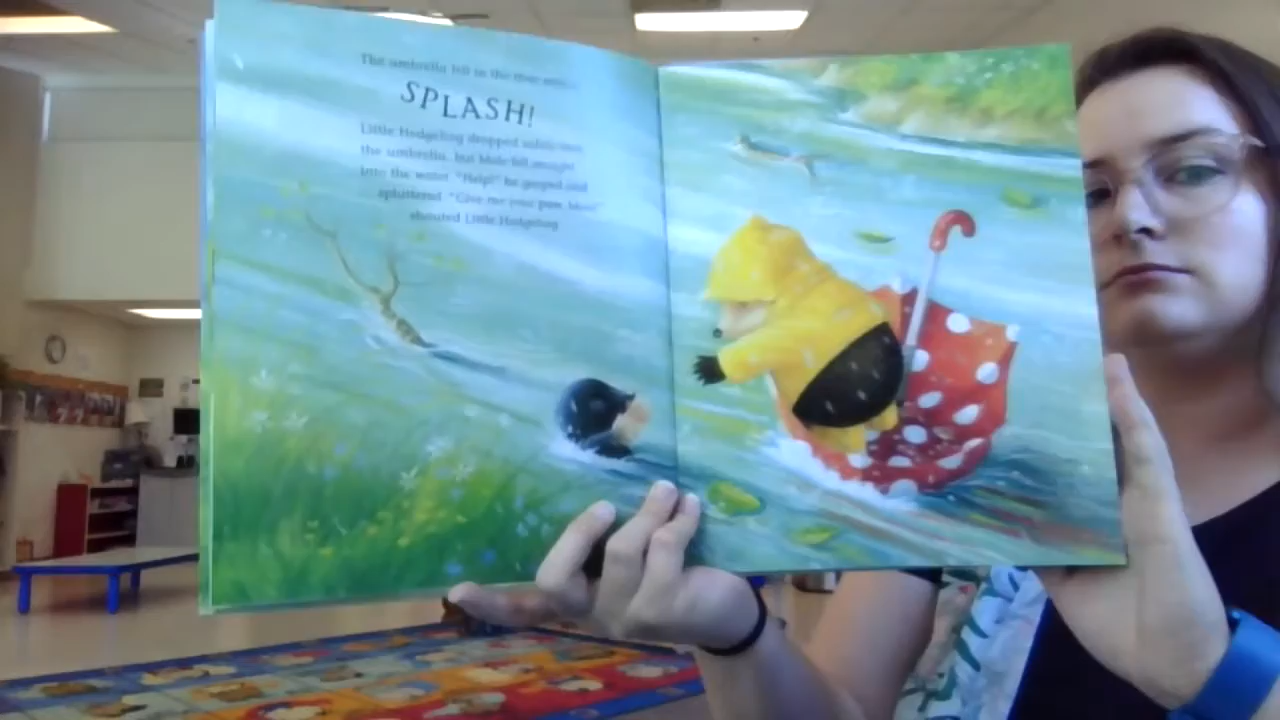 The umbrella fell in the river with a
SPLASH!
Little Hedgehog dropped safely into
the umbrella, but Mole fell straight
into the water. "Help!" he gasped and
spluttered. "Give me your paw, Mole!"
shouted Little Hedgehog.